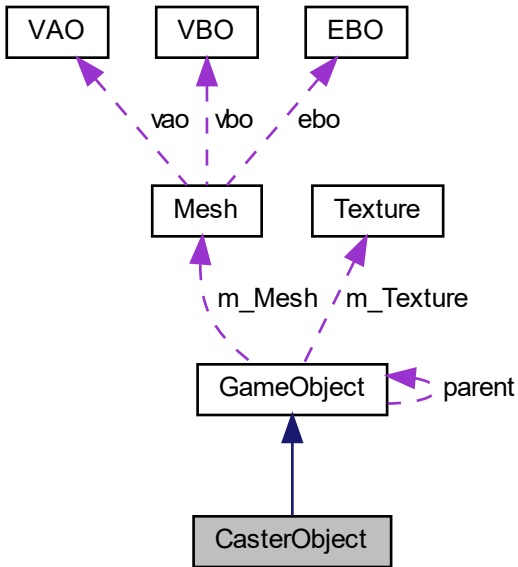 VAO
VBO
EBO
vao
vbo
ebo
Mesh
Texture
m_Mesh
m_Texture
GameObject
parent
CasterObject